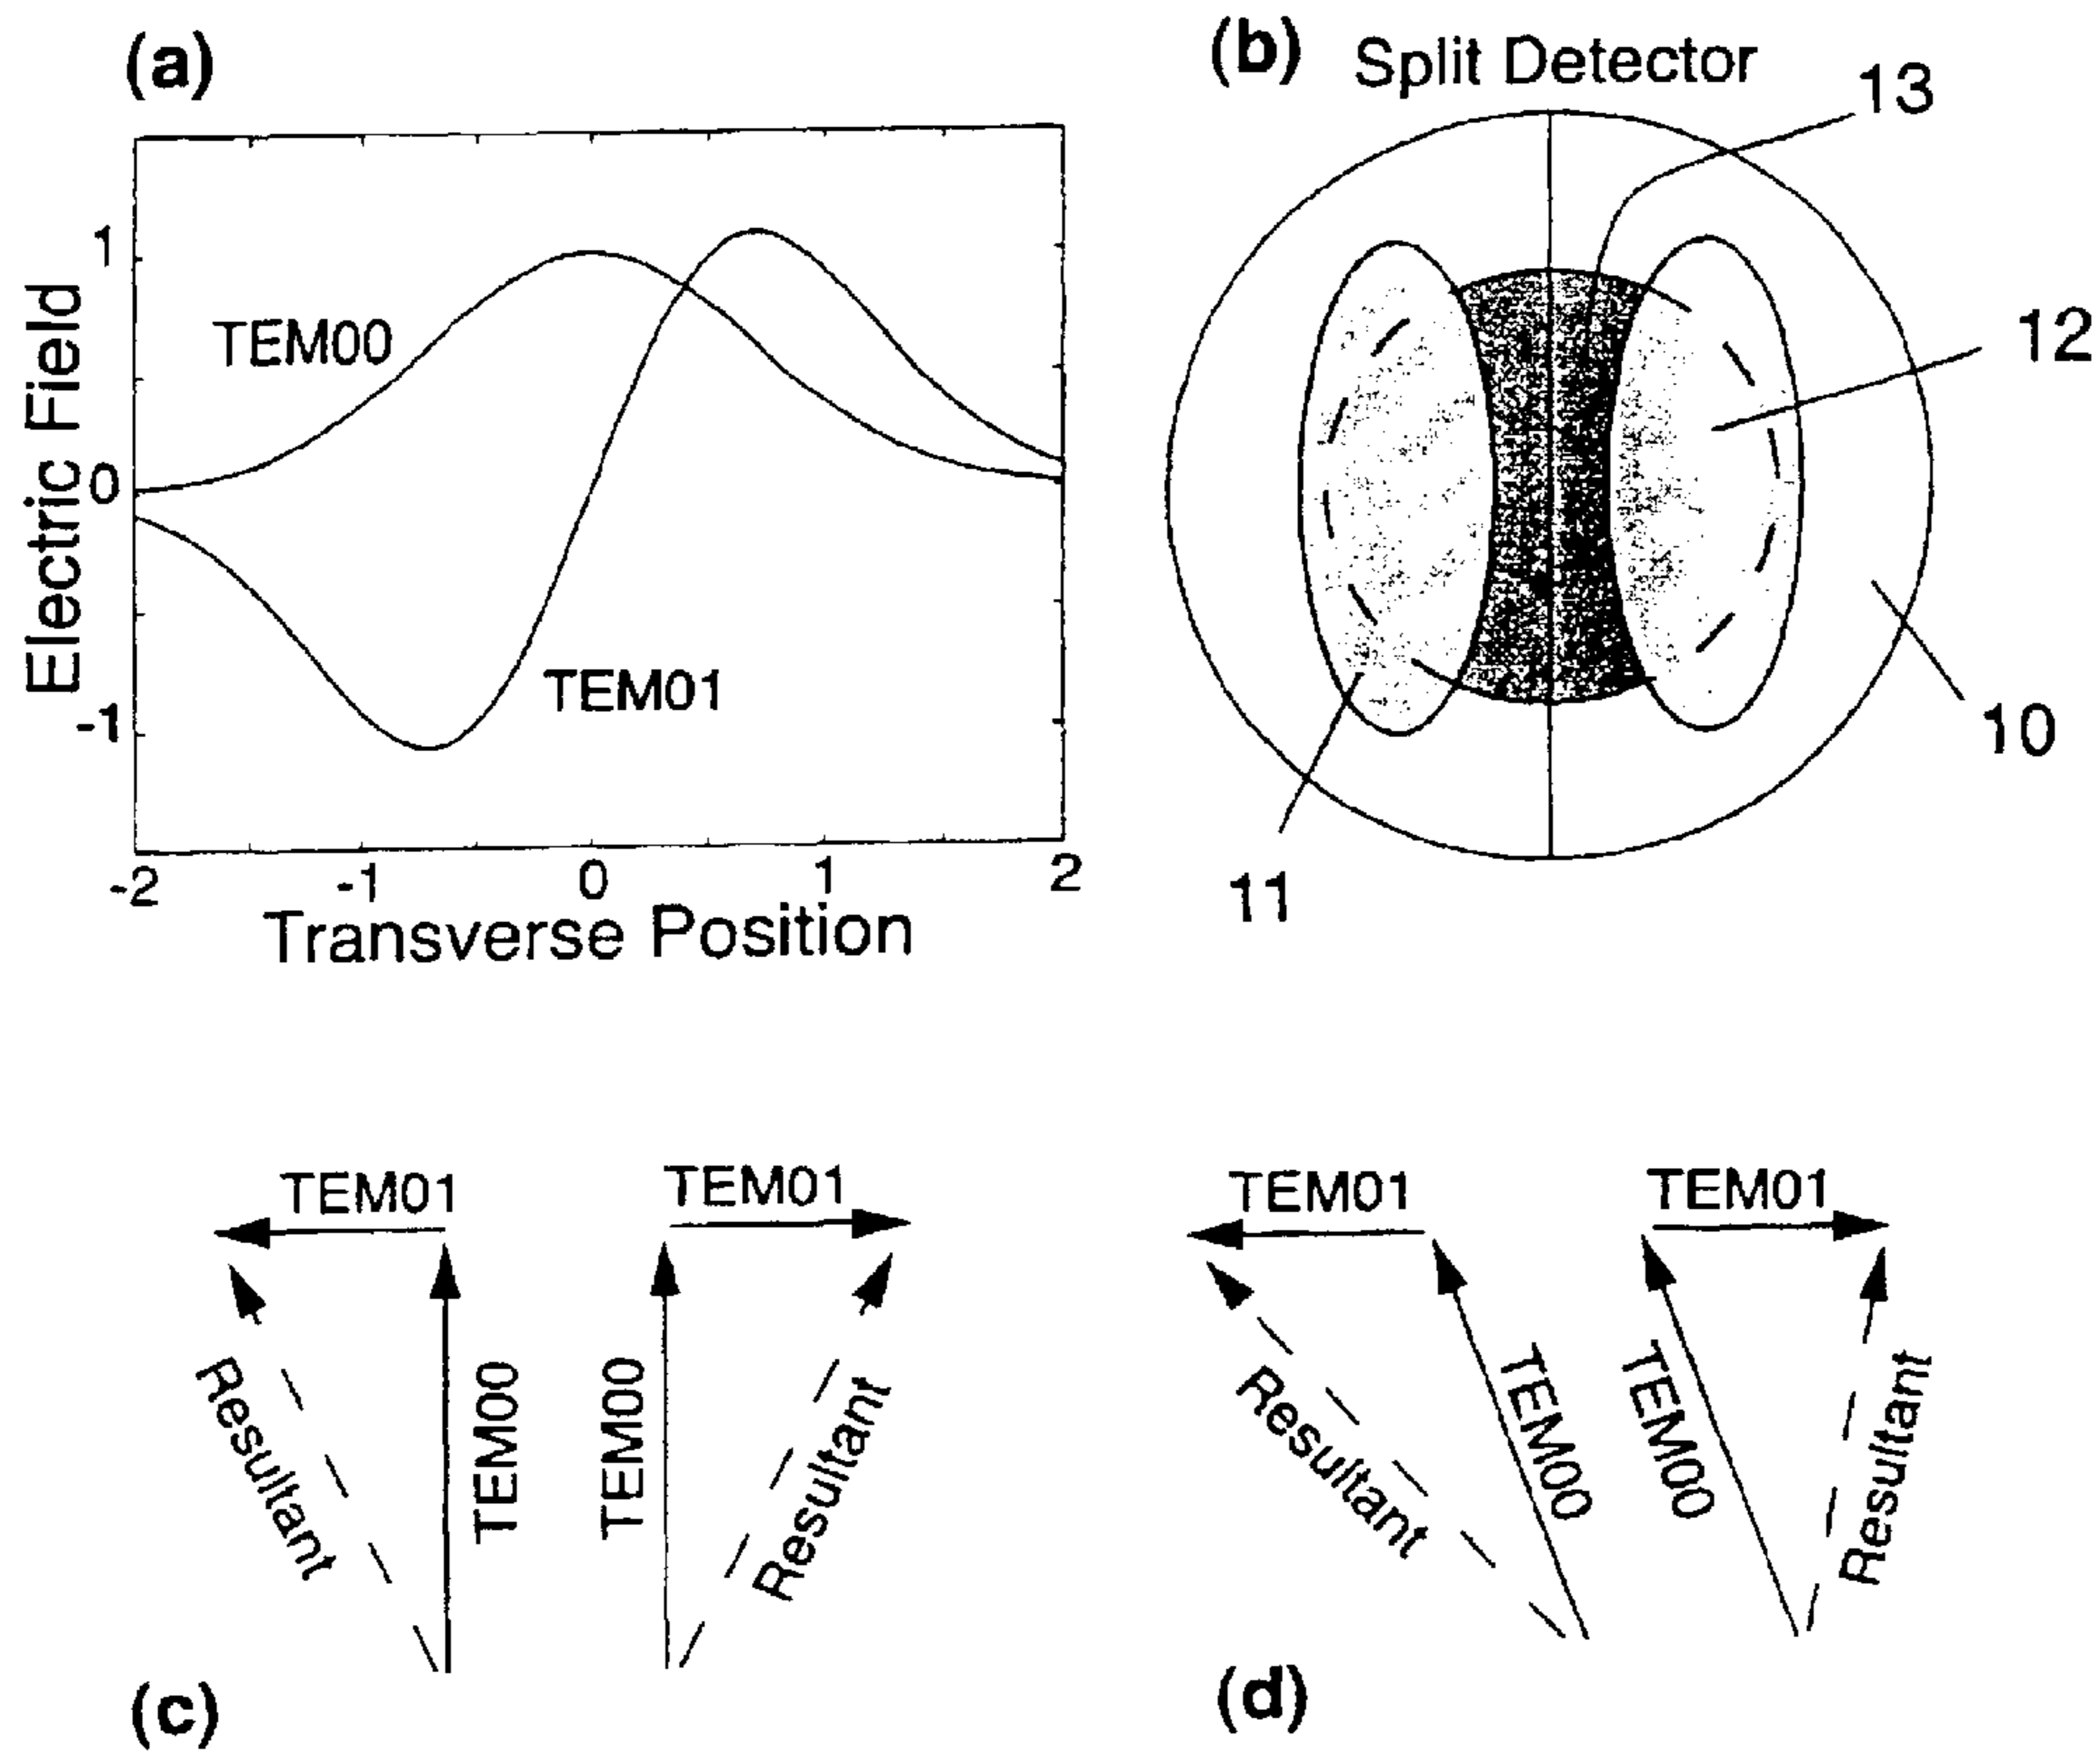 (a)
1
0
-1
Electric Field
TEM00
TEM01
-2 -1 0 1 2
Transverse Position
(b) Split Detector
13
12
10
11
TEM01 TEM01
Resultant TEM00 TEM00 Resultant
(c)
TEM01 TEM01
Resultant TEM00 TEM00 Resultant
(d)